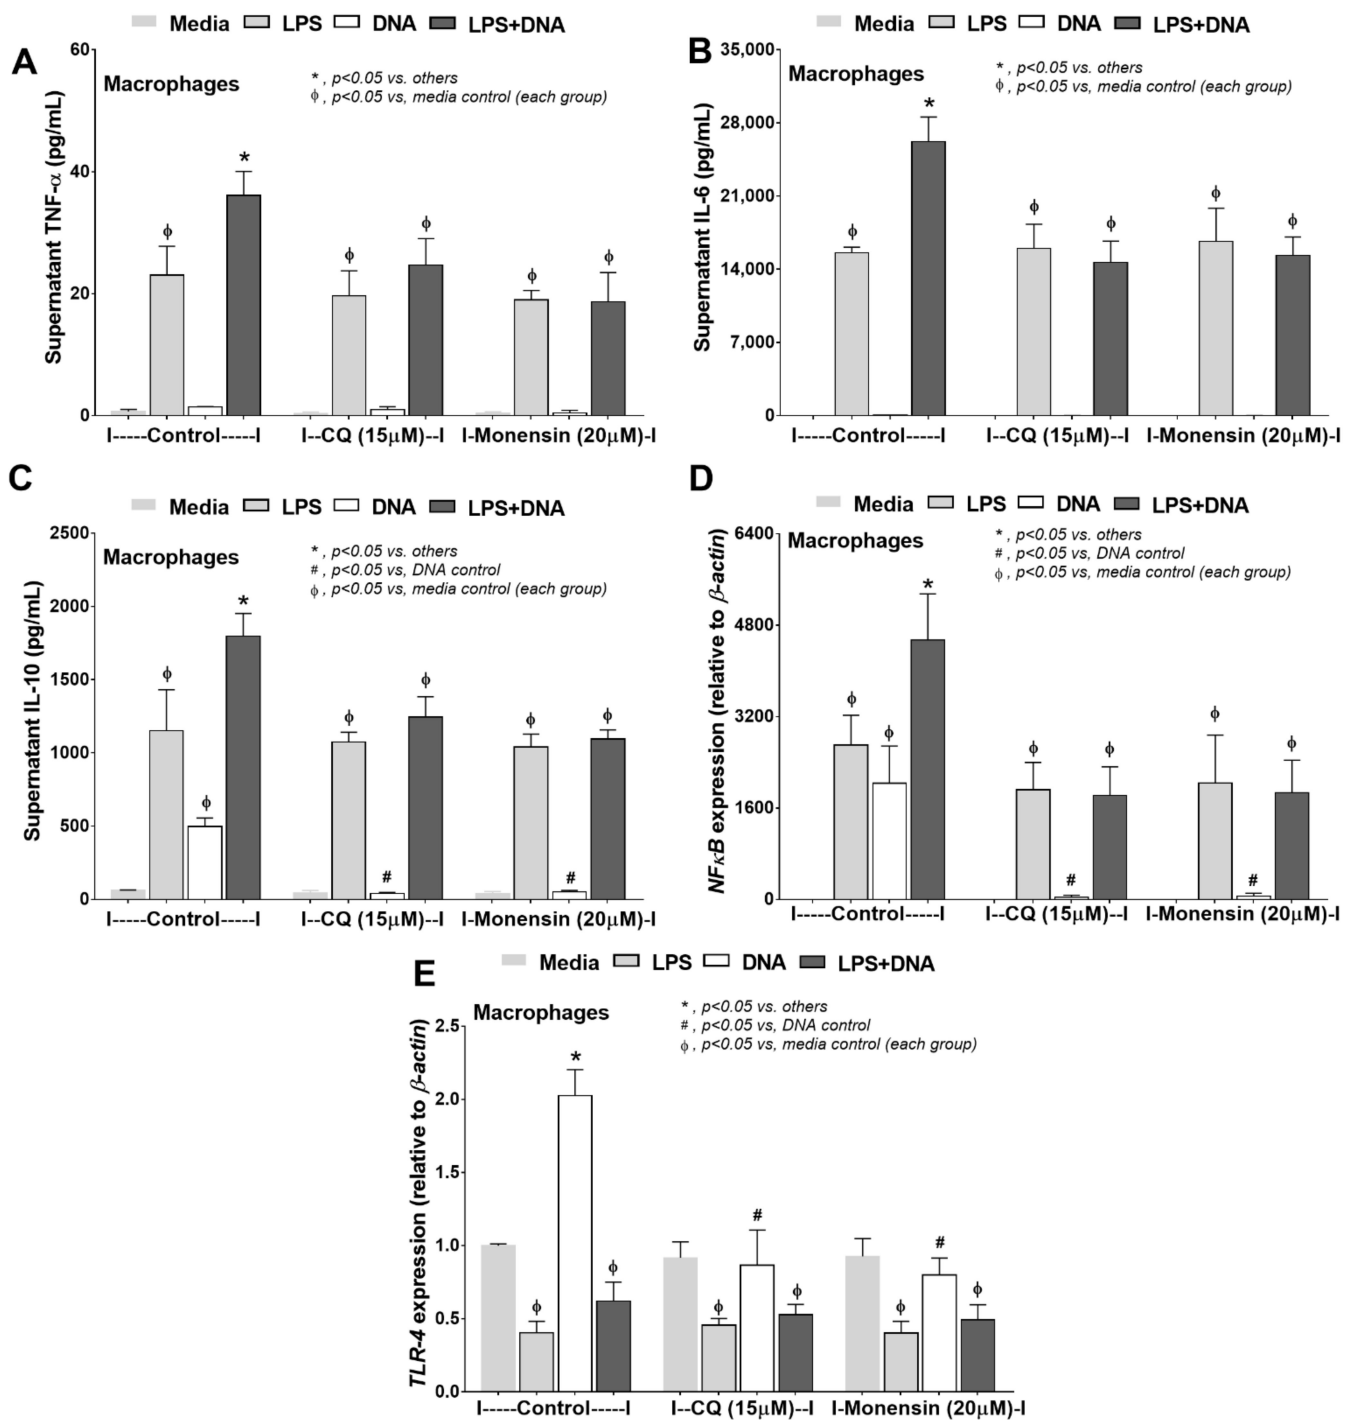 Media LPS DNA LPS+DNA
A
Macrophages
*, p<0.05 vs. others
ϕ, p<0.05 vs, media control (each group)
Supernatant TNF-α (pg/mL)
60
40
20
0
*
ϕ ϕ ϕ ϕ ϕ
I-----Control-----I I--CQ (15μM)--I I-Monensin (20μM)-I
Media LPS DNA LPS+DNA
B
Macrophages
*, p<0.05 vs. others
ϕ, p<0.05 vs, media control (each group)
Supernatant IL-6 (pg/mL)
35,000
28,000
21,000
14,000
7,000
0
*
ϕ ϕ ϕ ϕ ϕ
I-----Control-----I I--CQ (15μM)--I I-Monensin (20μM)-I
C
Media LPS DNA LPS+DNA
Macrophages
*, p<0.05 vs. others
#, p<0.05 vs, DNA control
ϕ, p<0.05 vs, media control (each group)
Supernatant IL-10 (pg/mL)
2500
2000
1500
1000
500
0
ϕ ϕ * ϕ # ϕ ϕ # ϕ
I-----Control-----I I--CQ (15μM)--I I-Monensin (20μM)-I
D
Media LPS DNA LPS+DNA
Macrophages
*, p<0.05 vs. others
#, p<0.05 vs, DNA control
ϕ, p<0.05 vs, media control (each group)
NFκB expression (relative to β-actin)
6400
4800
3200
1600
0
ϕ ϕ * ϕ # ϕ ϕ # ϕ
I-----Control-----I I--CQ (15μM)--I I-Monensin (20μM)-I
E
Media LPS DNA LPS+DNA
Macrophages
*, p<0.05 vs. others
#, p<0.05 vs, DNA control
ϕ, p<0.05 vs, media control (each group)
TLR-4 expression (relative to β-actin)
2.5
2.0
1.5
1.0
0.5
0.0
ϕ * ϕ ϕ # ϕ ϕ # ϕ
I-----Control-----I I--CQ (15μM)--I I-Monensin (20μM)-I